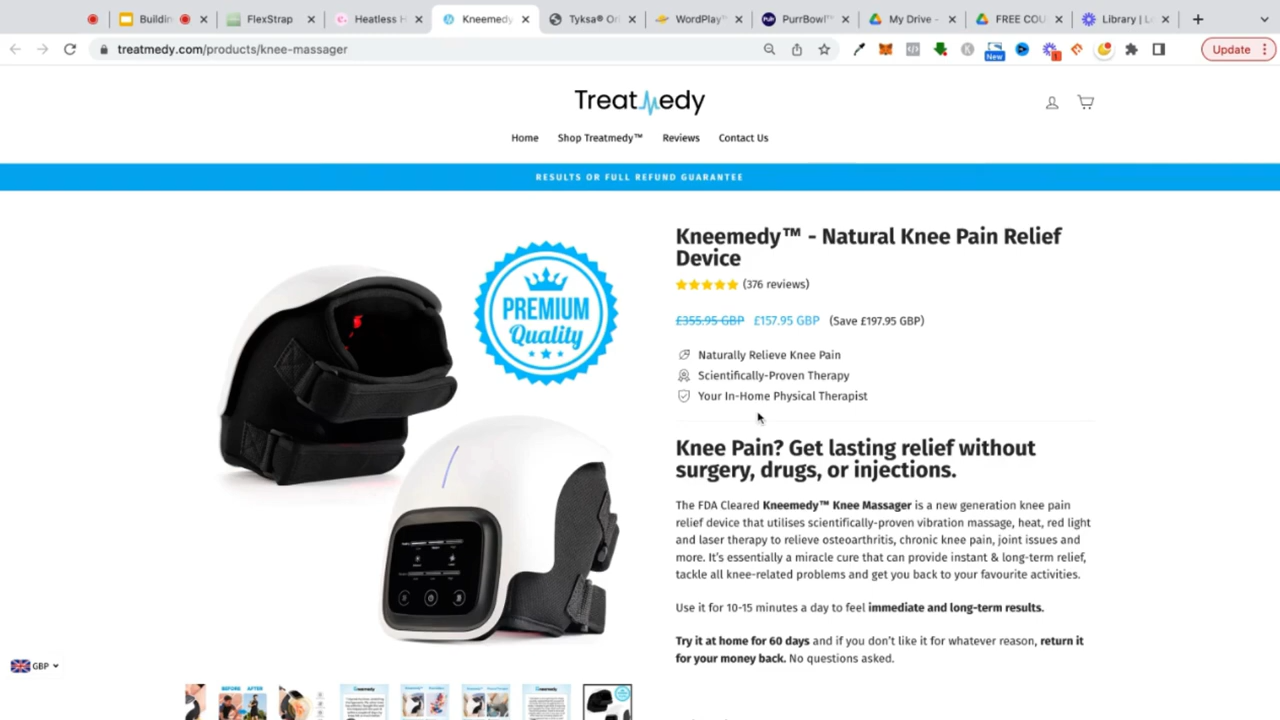 Buildin
FlexStrap
Heatless H
Kneemedy
Tyksa® Or
WordPlay™
PurrBowl™
My Drive -
FREE COU
Library | L
treatmedy.com/products/knee-massager
New
1
Update
TreatMedy
Home Shop Treatmedy™ Reviews Contact Us
RESULTS OR FULL REFUND GUARANTEE
PREMIUM
Quality
Kneemedy™ - Natural Knee Pain Relief
Device
(376 reviews)
£355.95 GBP £157.95 GBP (Save £197.95 GBP)
Naturally Relieve Knee Pain
Scientifically-Proven Therapy
Your In-Home Physical Therapist
Knee Pain? Get lasting relief without
surgery, drugs, or injections.
The FDA Cleared Kneemedy™ Knee Massager is a new generation knee pain
relief device that utilises scientifically-proven vibration massage, heat, red light
and laser therapy to relieve osteoarthritis, chronic knee pain, joint issues and
more. It's essentially a miracle cure that can provide instant & long-term relief,
tackle all knee-related problems and get you back to your favourite activities.
Use it for 10-15 minutes a day to feel immediate and long-term results.
Try it at home for 60 days and if you don't like it for whatever reason, return it
for your money back. No questions asked.
GBP
BEFORE AFTER